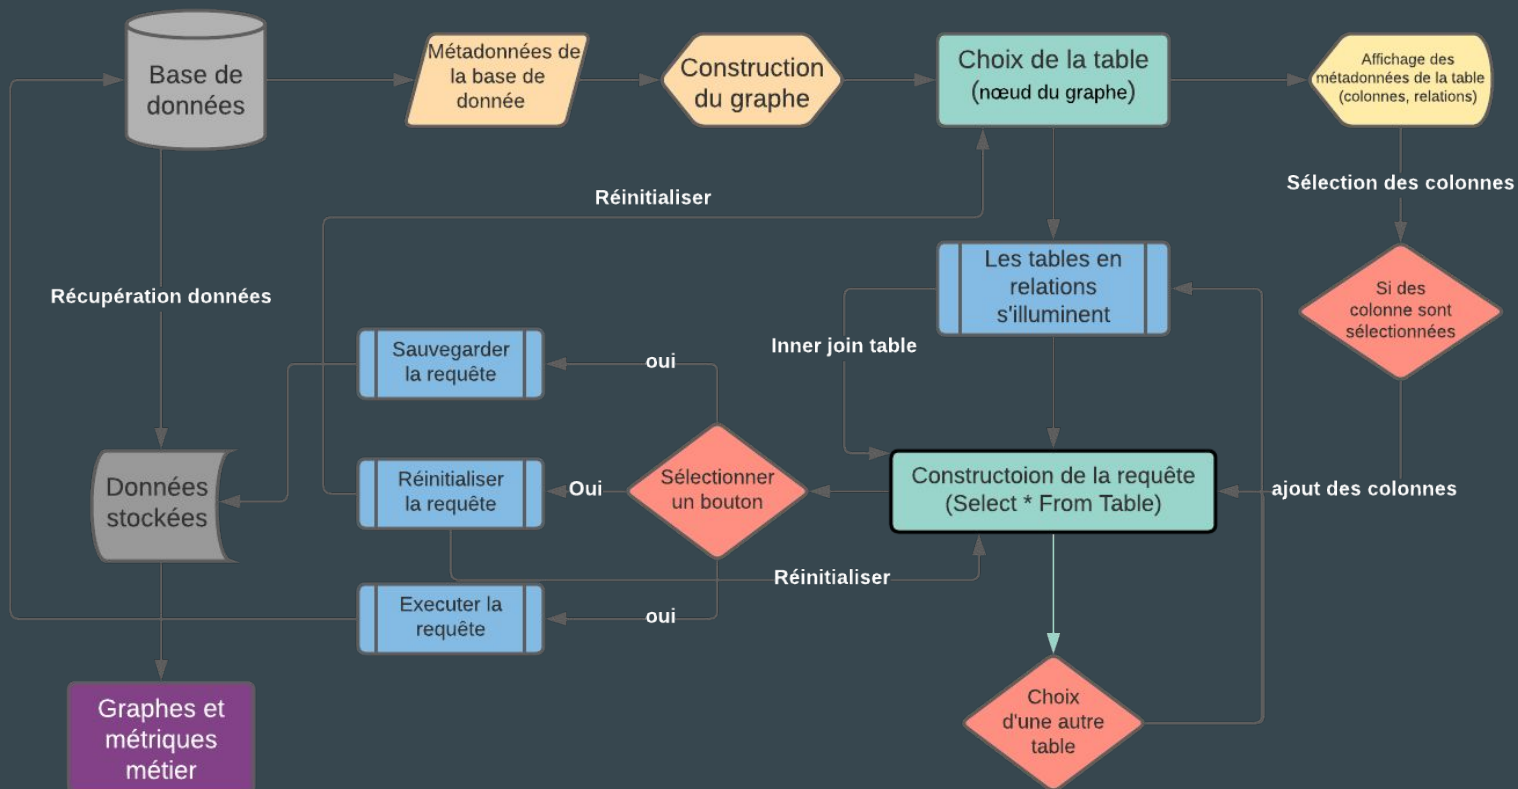 Base de
données
Métadonnées de
la base de
donnée
Construction
du graphe
Choix de la table
(nœud du graphe)
Affichage des
métadonnées de la table
(colonnes, relations)
Réinitialiser
Sélection des colonnes
Récupération données
Les tables en
relations
s'illuminent
Si des
colonne sont
sélectionnées
Inner join table
Sauvegarder
la requête
oui
Données
stockées
Réinitialiser
la requête
Oui
Sélectionner
un bouton
Constructoion de la requête
(Select * From Table)
ajout des colonnes
Réinitialiser
Executer la
requête
oui
Choix
d'une autre
table
Graphes et
métriques
métier